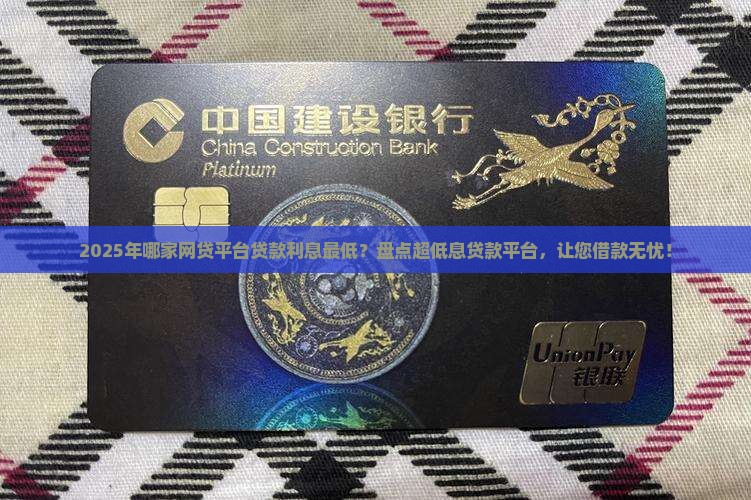 中国建设银行
China Construction Bank
Platinum
2025年哪家网贷平台贷款利息最低？盘点超低息贷款平台，让您借款无忧！
UnionPay
银联